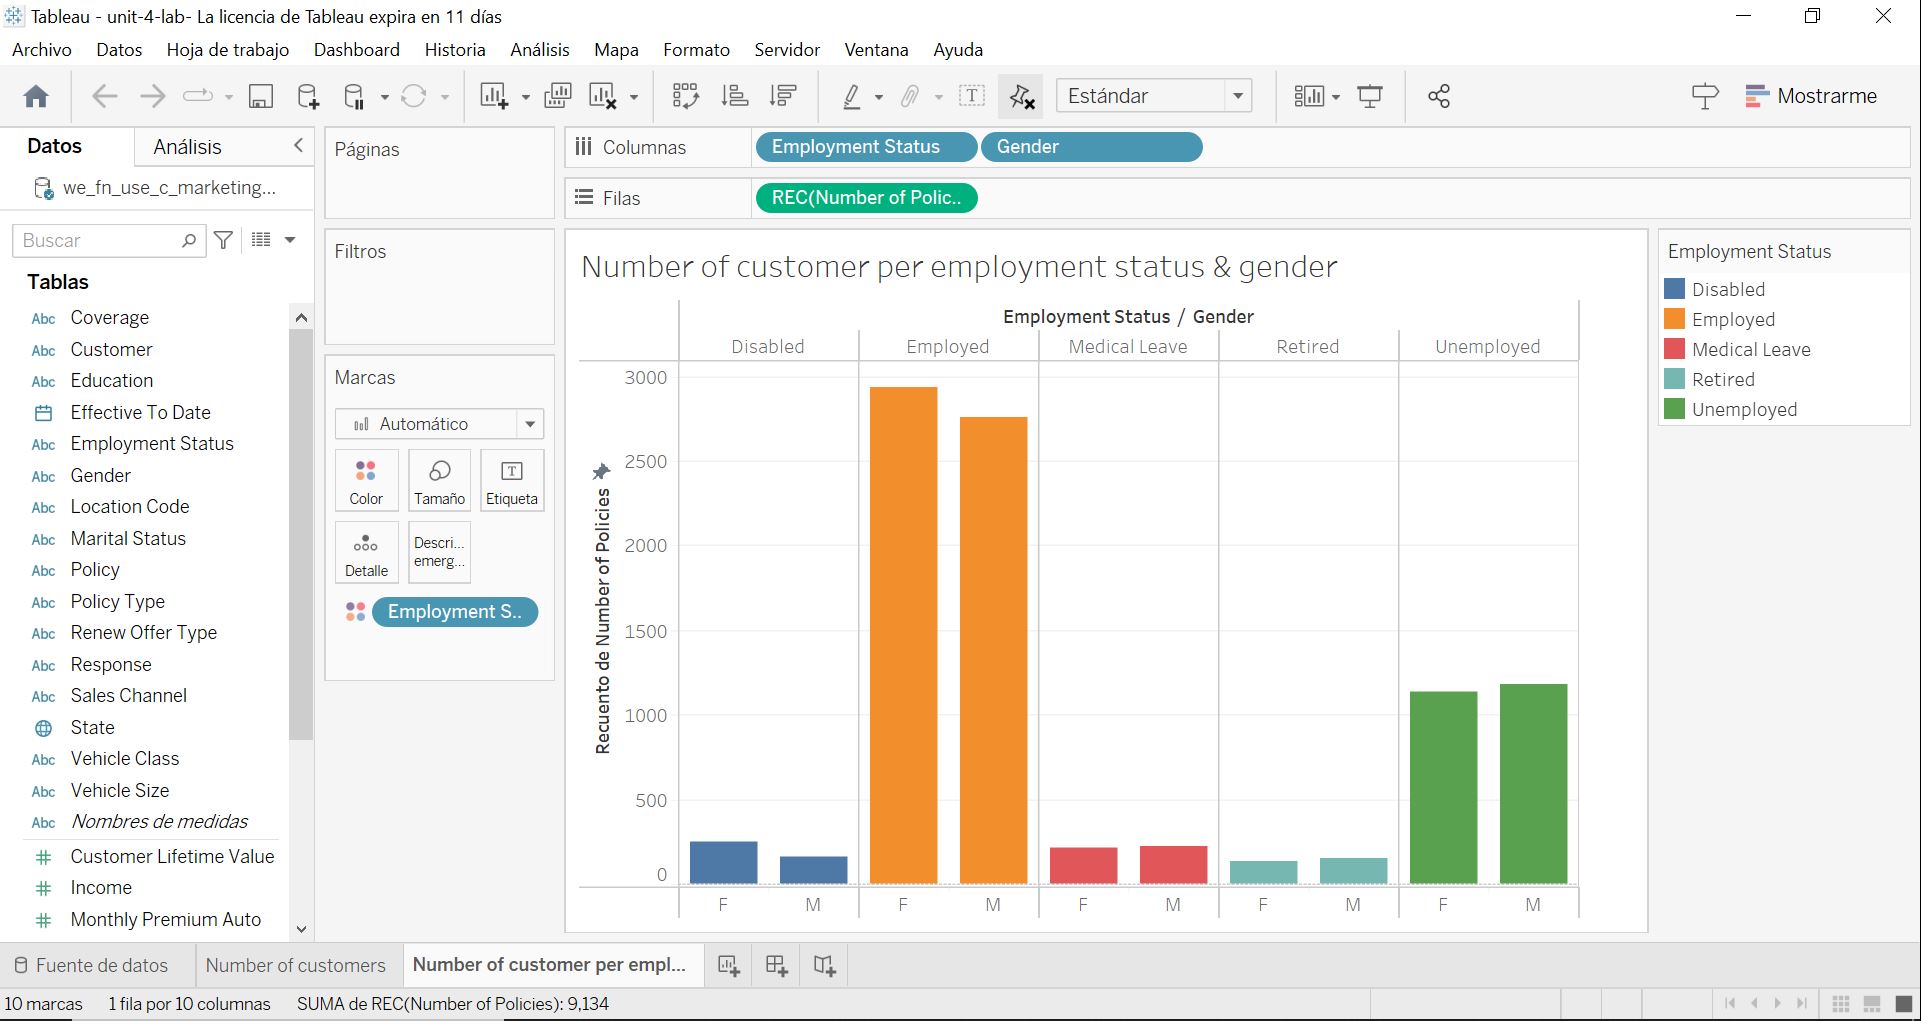 Tableau - unit-4-lab- La licencia de Tableau expira en 11 días
Archivo Datos Hoja de trabajo Dashboard Historia Análisis Mapa Formato Servidor Ventana Ayuda
Estándar
Mostrarme
Datos
Análisis
we_fn_use_c_marketing...
Buscar
Tablas
Abc Coverage
Abc Customer
Abc Education
Effective To Date
Abc Employment Status
Abc Gender
Abc Location Code
Abc Marital Status
Abc Policy
Abc Policy Type
Abc Renew Offer Type
Abc Response
Abc Sales Channel
State
Abc Vehicle Class
Abc Vehicle Size
Abc Nombres de medidas
Customer Lifetime Value
Income
Monthly Premium Auto
Páginas
Filtros
Marcas
Automático
Color
Tamaño
T
Etiqueta
Detalle
Descri...
emerg...
Employment S..
Columnas
Employment Status
Gender
Filas
REC(Number of Polic..
Number of customer per employment status & gender
Employment Status / Gender
Disabled Employed Medical Leave Retired Unemployed
Recuento de Number of Policies
3000
2500
2000
1500
1000
500
0
F M F M F M F M F M
Employment Status
Disabled
Employed
Medical Leave
Retired
Unemployed
Fuente de datos
Number of customers
Number of customer per empl...
10 marcas 1 fila por 10 columnas SUMA de REC(Number of Policies): 9,134